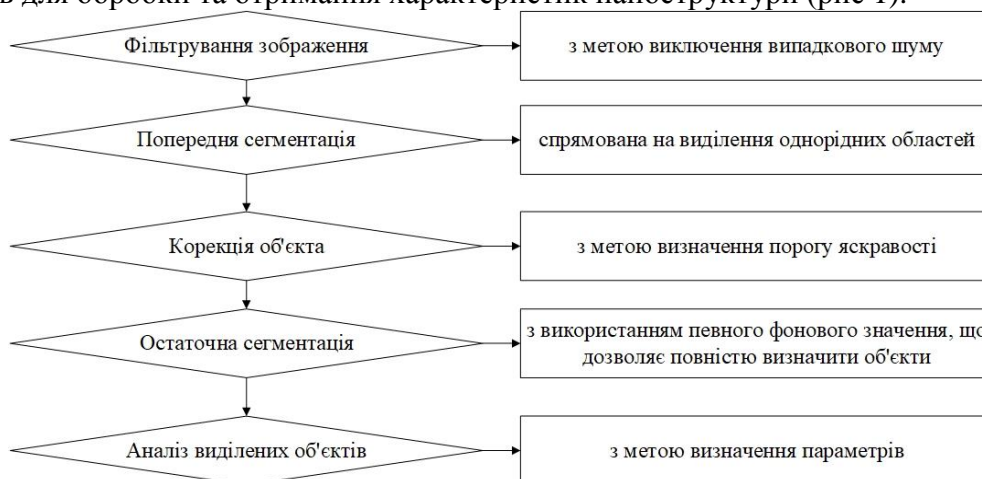 в для обробки та отримання характеристик наноструктури (рис 1).
Фільтрування зображення
з метою виключення випадкового шуму
Попередня сегментація
спрямована на виділення однорідних областей
Корекція об'єкта
з метою визначення порогу яскравості
Остаточна сегментація
з використанням певного фонового значення, що
дозволяє повністю визначити об'єкти
Аналіз виділених об'єктів
з метою визначення параметрів